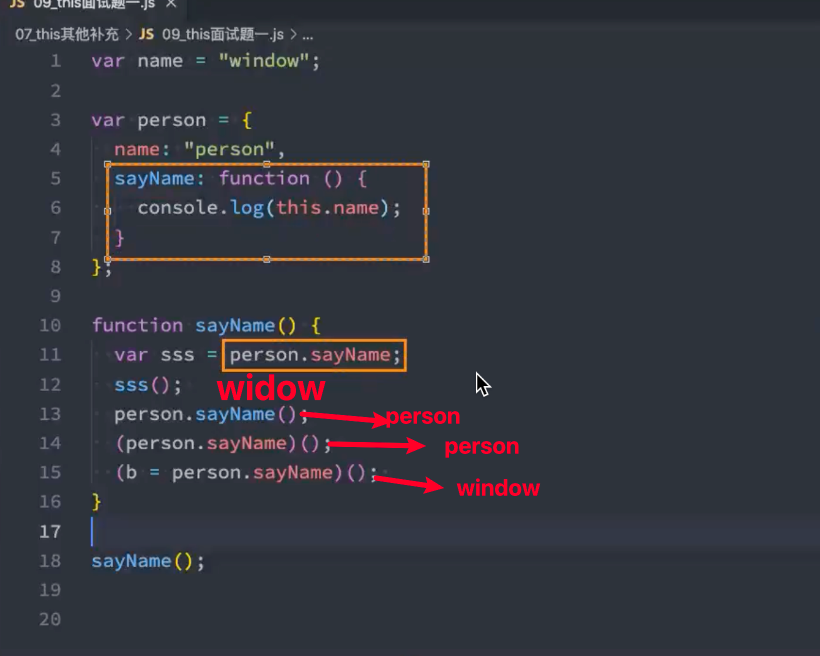 JS 09_this面试题一.js ×
07_this其他补充 > JS 09_this面试题一.js > ...
1 var name = "window";
2
3 var person = {
4 name: "person",
5 sayName: function () {
6 console.log(this.name);
7 }
8 };
9
10 function sayName() {
11 var sss = person.sayName;
12 sss(); widow
13 person.sayName(); person
14 (person.sayName)(); person
15 (b = person.sayName)(); window
16 }
17
18 sayName();
19
20